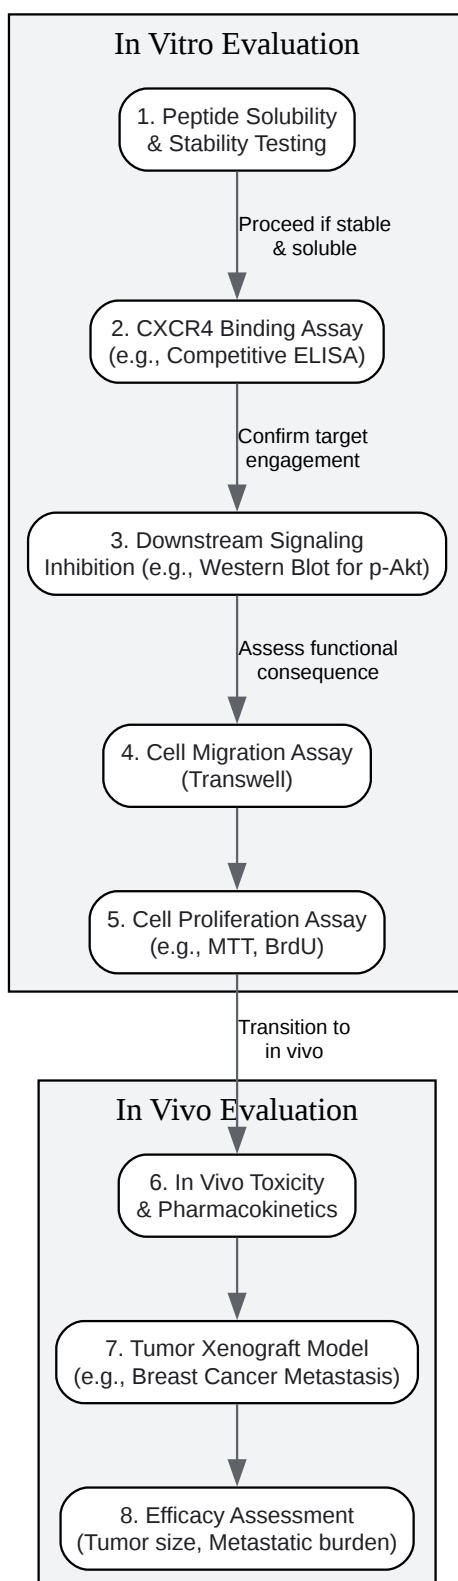 In Vitro Evaluation
1. Peptide Solubility
& Stability Testing
Proceed if stable
& soluble
2. CXCR4 Binding Assay
(e.g., Competitive ELISA)
Confirm target
engagement
3. Downstream Signaling
Inhibition (e.g., Western Blot for p-Akt)
Assess functional
consequence
4. Cell Migration Assay
(Transwell)
5. Cell Proliferation Assay
(e.g., MTT, BrdU)
Transition to
in vivo
In Vivo Evaluation
6. In Vivo Toxicity
& Pharmacokinetics
7. Tumor Xenograft Model
(e.g., Breast Cancer Metastasis)
8. Efficacy Assessment
(Tumor size, Metastatic burden)